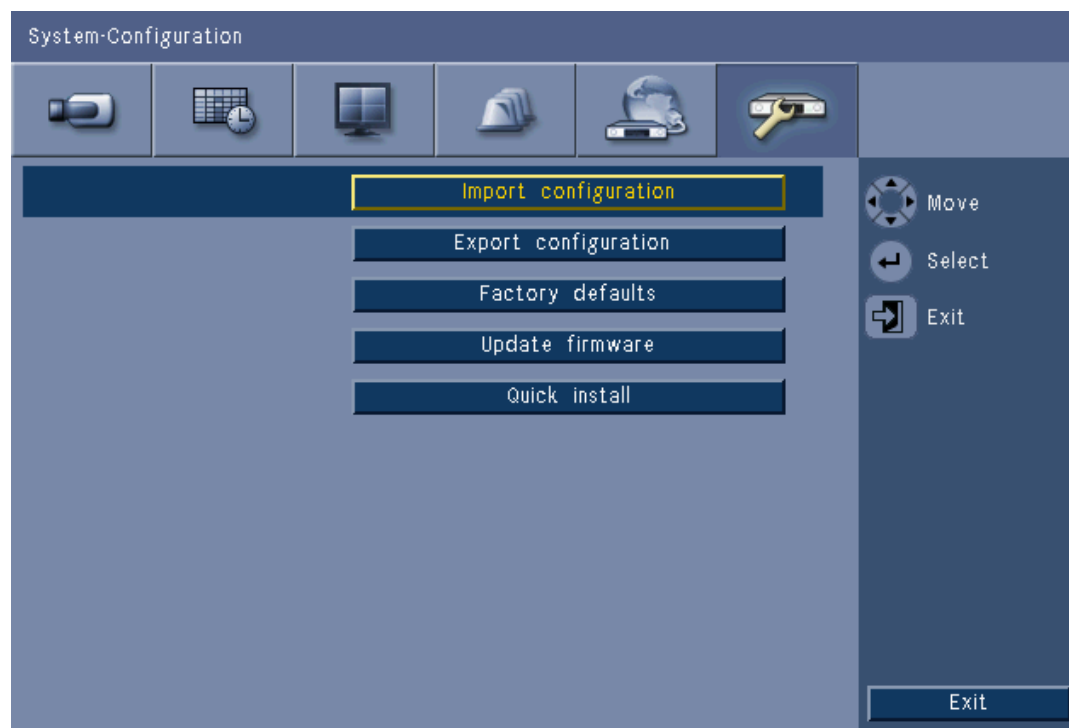 System-Configuration
Import configuration
Export configuration
Factory defaults
Update firmware
Quick install
Move
Select
Exit
Exit